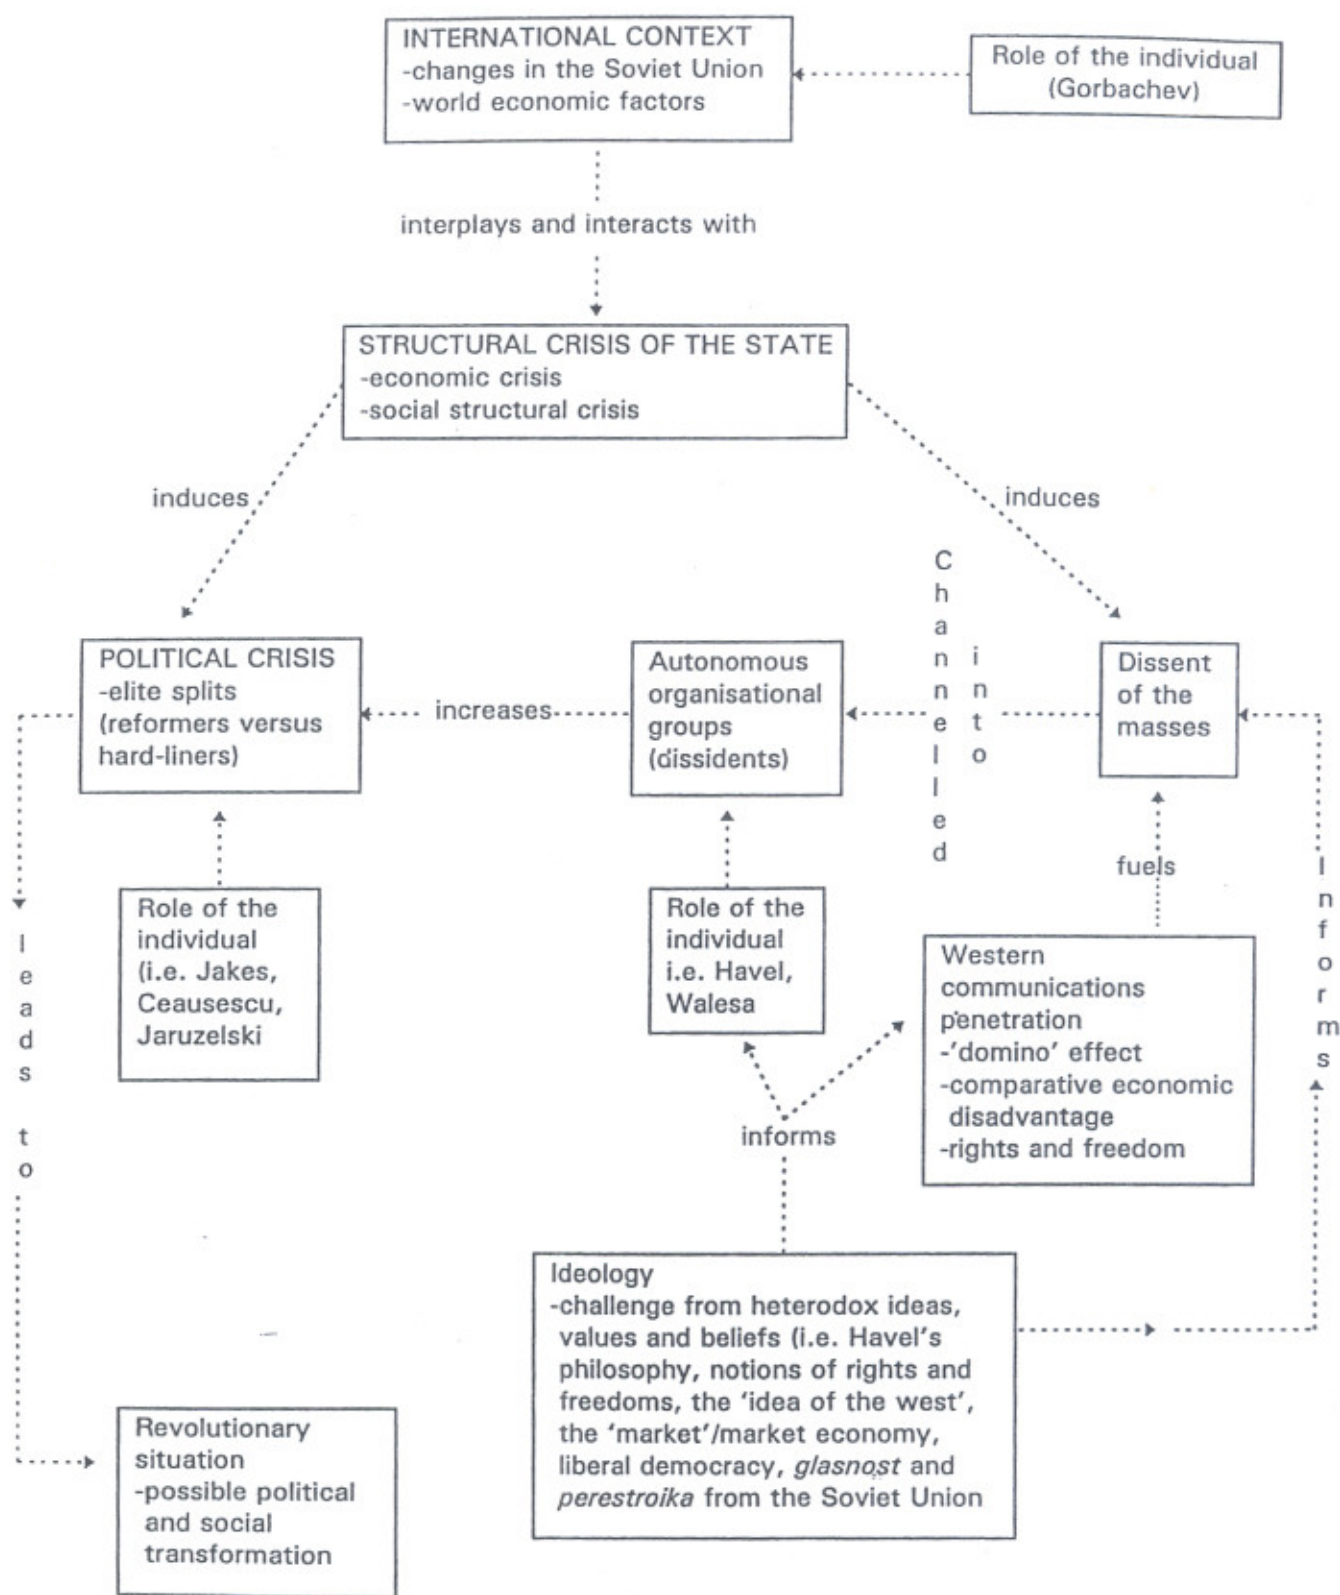 INTERNATIONAL CONTEXT
-changes in the Soviet Union
-world economic factors
Role of the individual
(Gorbachev)
interplays and interacts with
STRUCTURAL CRISIS OF THE STATE
-economic crisis
-social structural crisis
induces
induces
POLITICAL CRISIS
-elite splits
(reformers versus
hard-liners)
increases
Autonomous
organisational
groups
(dissidents)
Channelled
into
Dissent
of the
masses
Role of the
individual
(i.e. Jakes,
Ceausescu,
Jaruzelski
Role of the
individual
i.e. Havel,
Walesa
fuels
Western
communications
penetration
-'domino' effect
-comparative economic
disadvantage
-rights and freedom
Informs
leads to
informs
Ideology
-challenge from heterodox ideas,
values and beliefs (i.e. Havel's
philosophy, notions of rights and
freedoms, the 'idea of the west',
the 'market'/market economy,
liberal democracy, glasnost and
perestroika from the Soviet Union
Revolutionary
situation
-possible political
and social
transformation